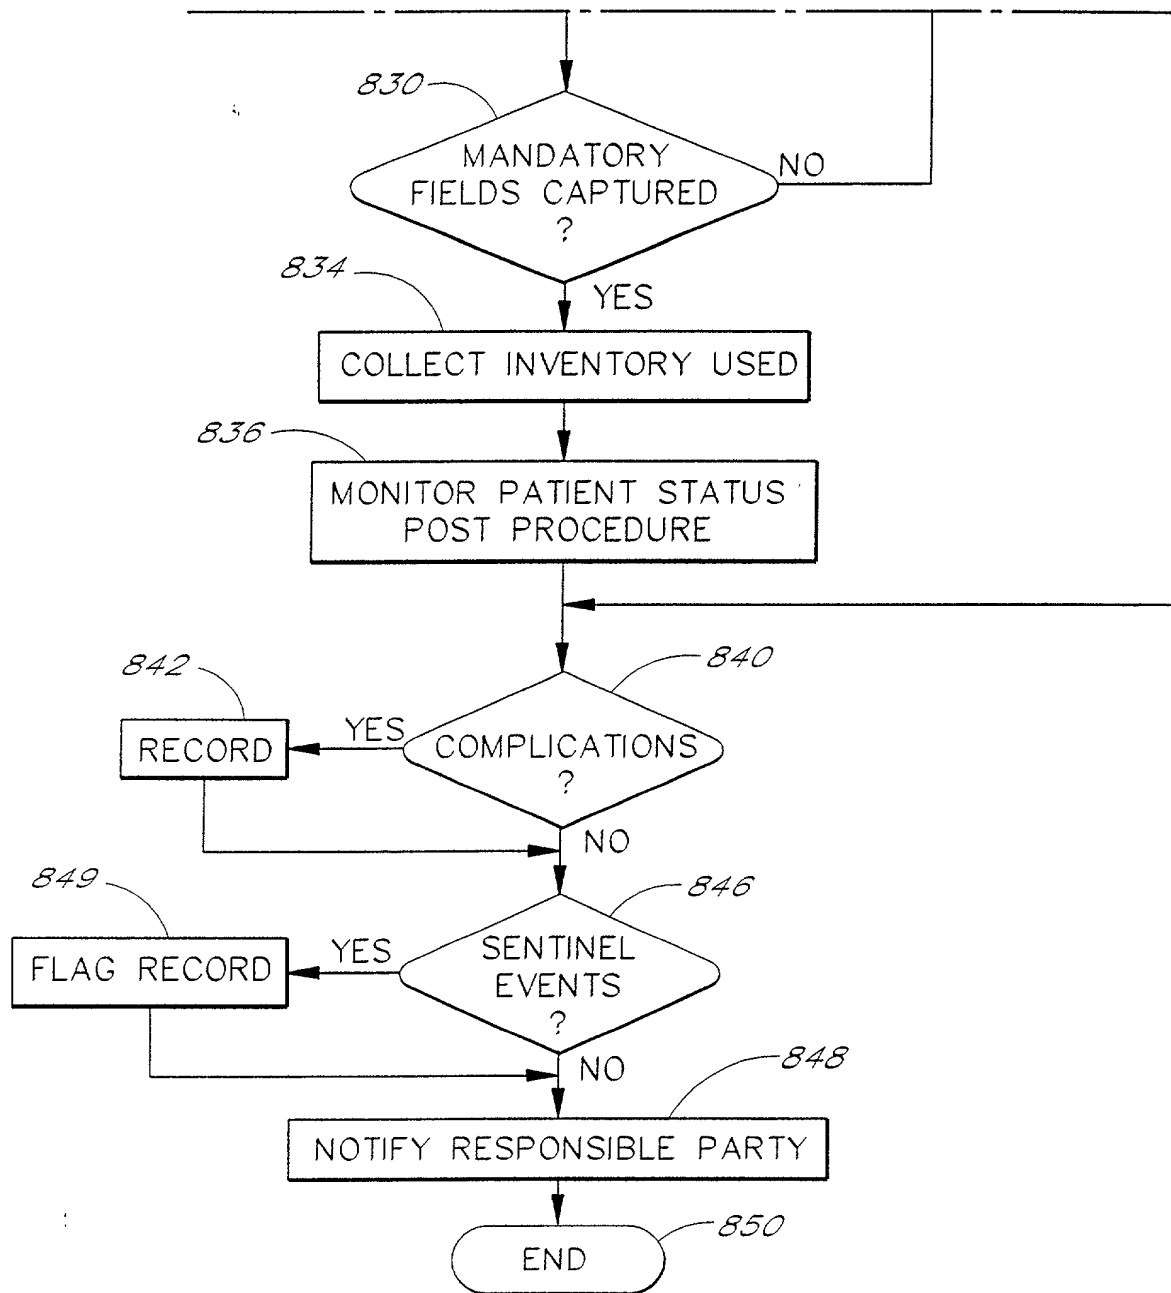 830
MANDATORY
FIELDS CAPTURED
?
NO
834
YES
COLLECT INVENTORY USED
836
MONITOR PATIENT STATUS
POST PROCEDURE
840
842
YES
RECORD
COMPLICATIONS
?
NO
849
846
YES
FLAG RECORD
SENTINEL
EVENTS
?
NO
848
NOTIFY RESPONSIBLE PARTY
850
END